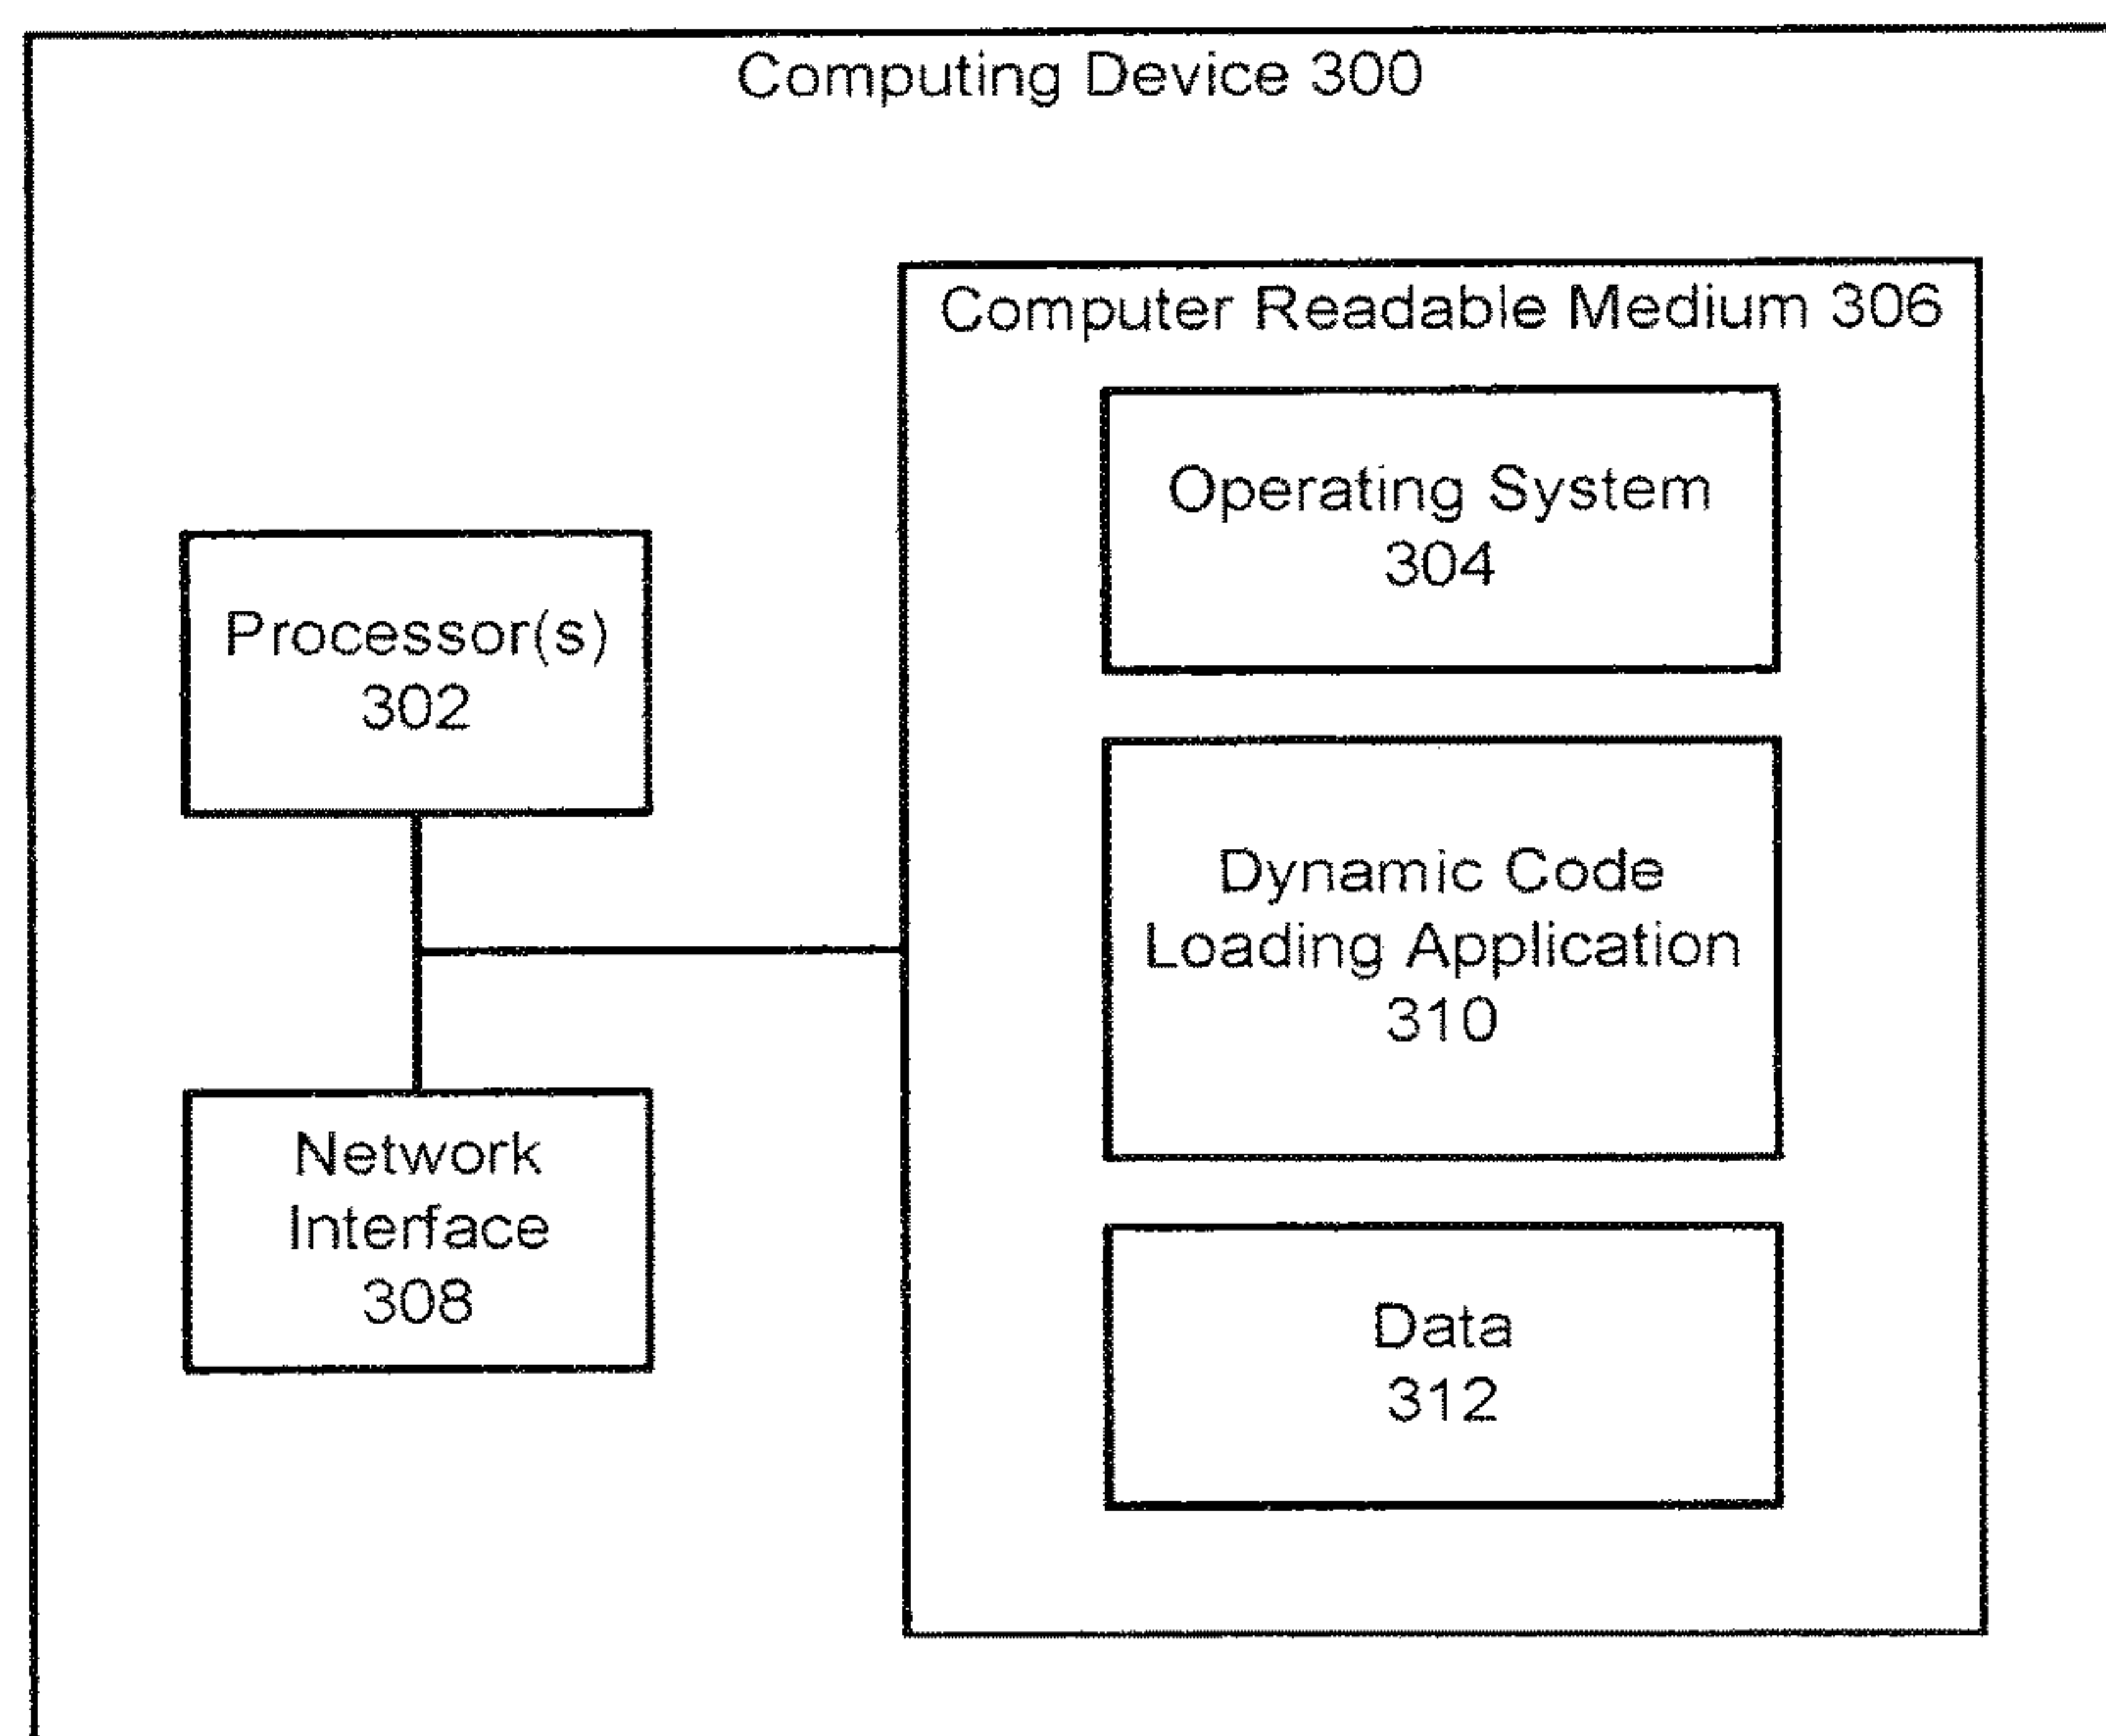 Computing Device 300
Computer Readable Medium 306
Operating System
304
Processor(s)
302
Dynamic Code
Loading Application
310
Network
Interface
308
Data
312